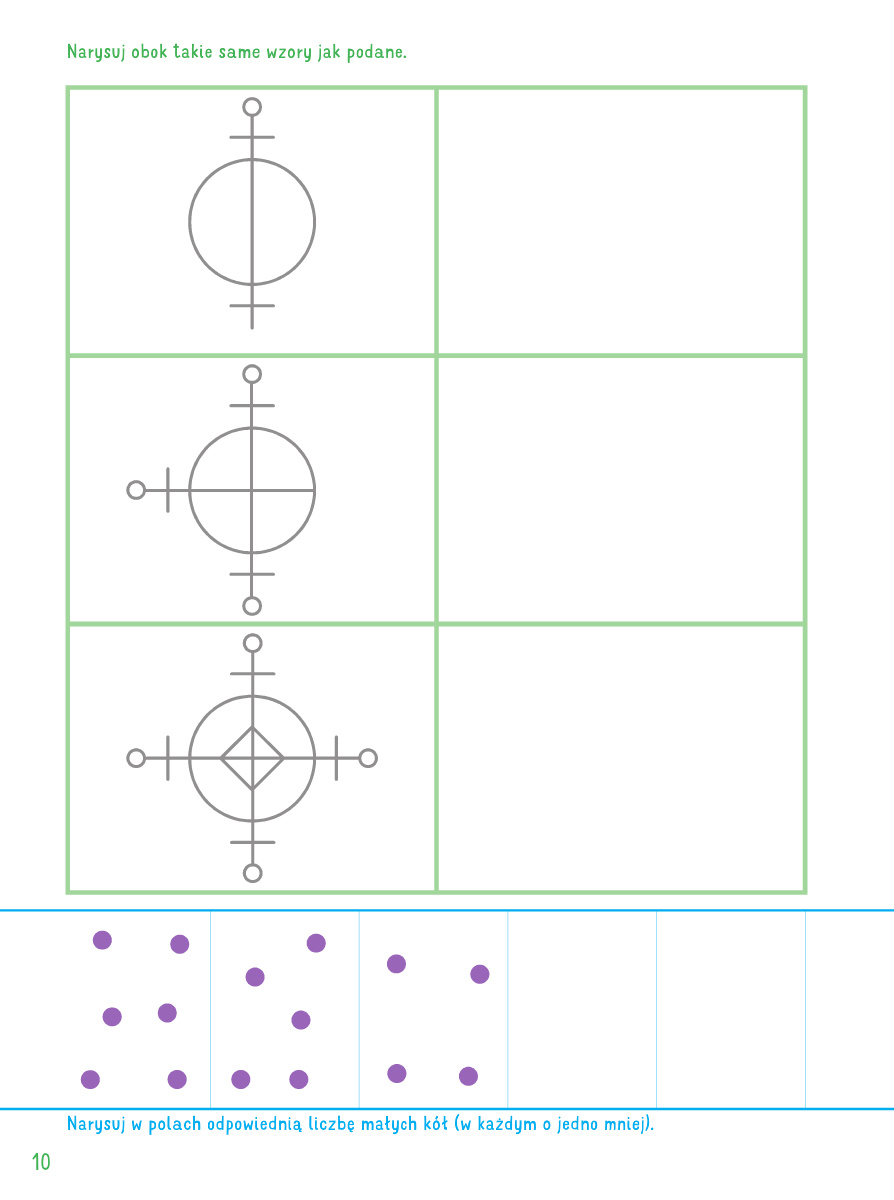 Narysuj obok takie same wzory jak podane.
Narysuj w polach odpowiednią liczbę małych kół (w każdym o jedno mniej).
10